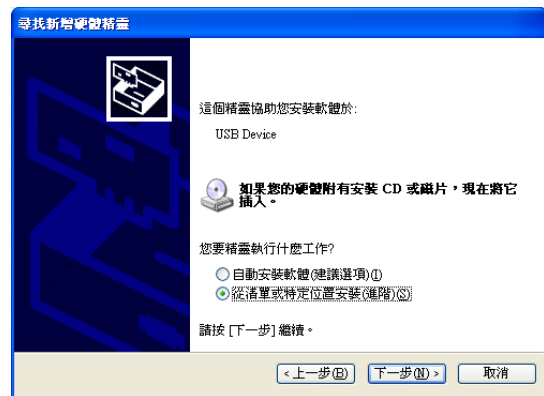 尋找新增硬體精靈
這個精靈協助您安裝軟體於:
USB Device
如果您的硬體附有安裝 CD 或磁片，現在將它
插入。
您要精靈執行什麼工作?
自動安裝軟體(建議選項)(I)
從清單或特定位置安裝(進階)(S)
請按 [下一步] 繼續。
<上一步(B) 下一步(N)> 取消